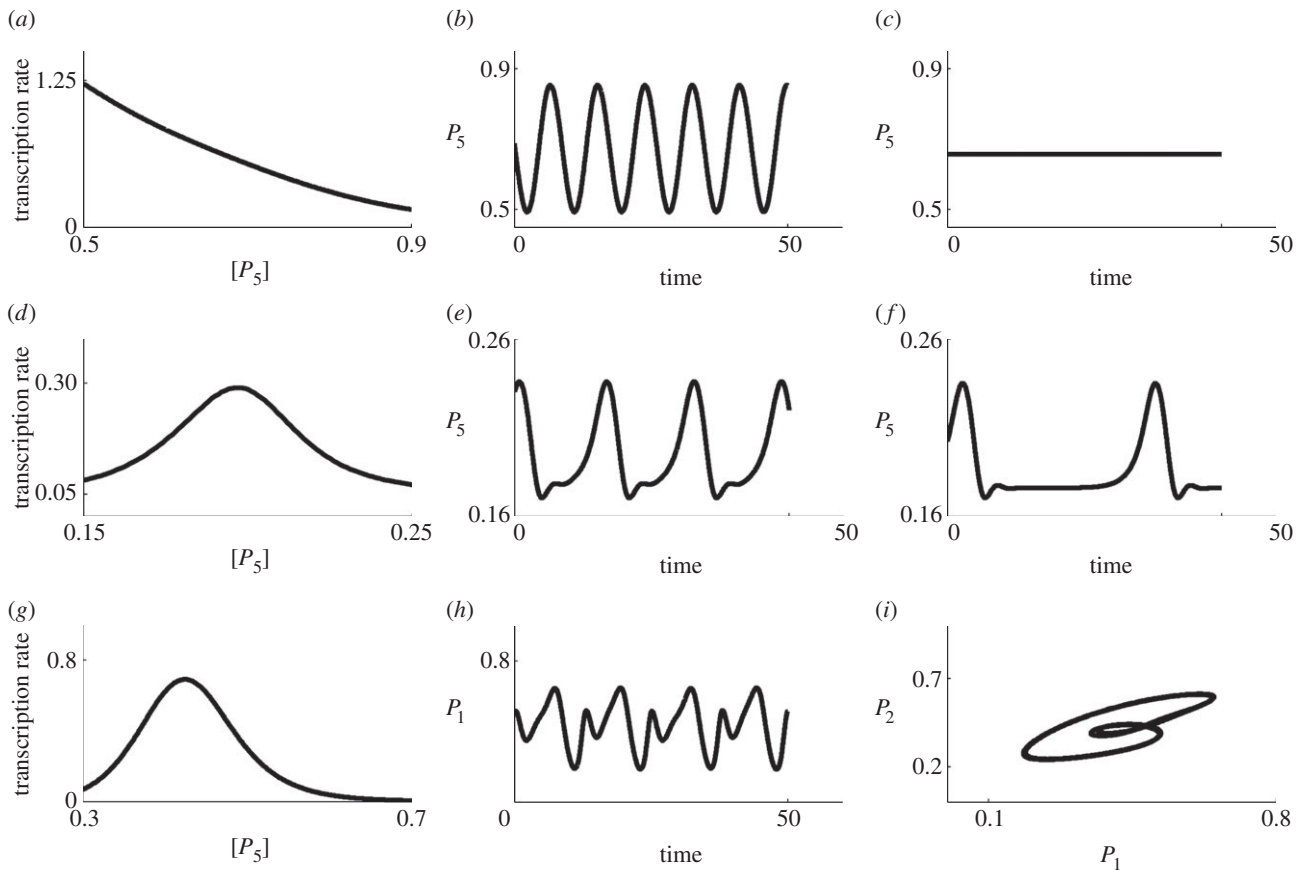 (a)
transcription rate
1.25
0
0.5
0.9
[P5]
(b)
P5
0.9
0.5
0
50
time
(c)
P5
0.9
0.5
0
50
time
(d)
transcription rate
0.30
0.05
0.15
0.25
[P5]
(e)
P5
0.26
0.16
0
50
time
(f)
P5
0.26
0.16
0
50
time
(g)
transcription rate
0.8
0
0.3
0.7
[P5]
(h)
P1
0.8
0
50
time
(i)
P2
0.7
0.2
0.1
0.8
P1